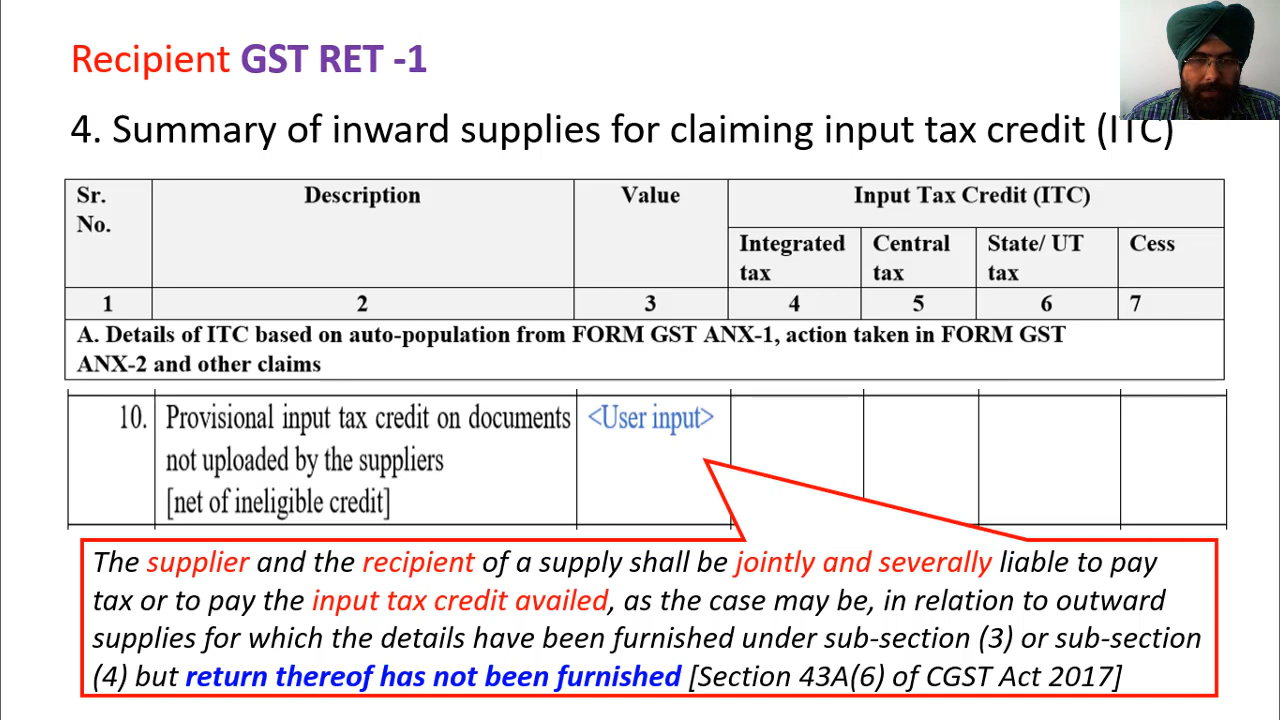 Recipient GST RET -1
4. Summary of inward supplies for claiming input tax credit (ITC)
Sr. No.
Description
Value
Input Tax Credit (ITC)
Integrated tax
Central tax
State/ UT tax
Cess
1 2 3 4 5 6 7
A. Details of ITC based on auto-population from FORM GST ANX-1, action taken in FORM GST
ANX-2 and other claims
10. Provisional input tax credit on documents <User input>
not uploaded by the suppliers
[net of ineligible credit]
The supplier and the recipient of a supply shall be jointly and severally liable to pay
tax or to pay the input tax credit availed, as the case may be, in relation to outward
supplies for which the details have been furnished under sub-section (3) or sub-section
(4) but return thereof has not been furnished [Section 43A(6) of CGST Act 2017]